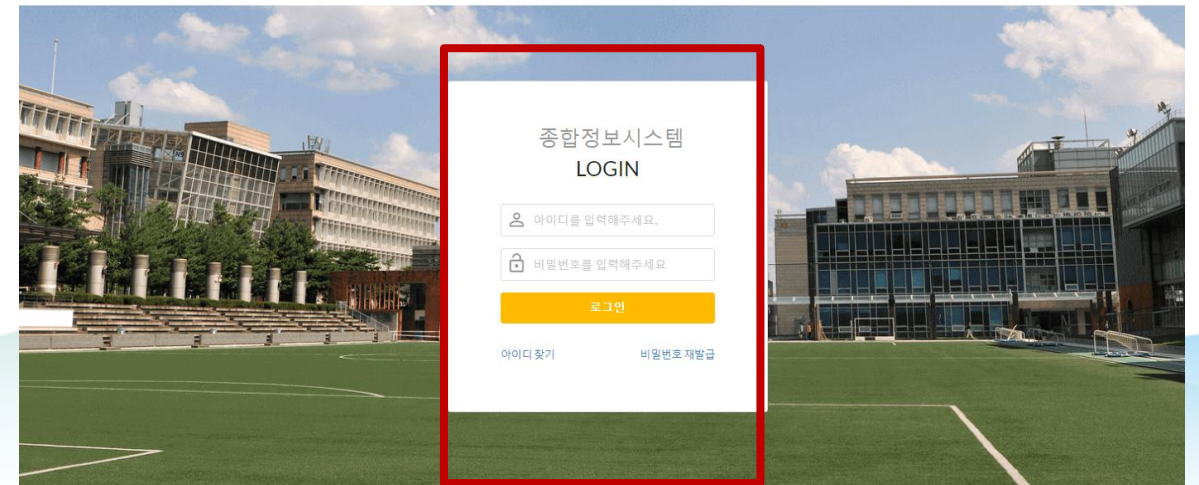 종합정보시스템
LOGIN
아이디를 입력해주세요.
비밀번호를 입력해주세요
로그인
아이디 찾기
비밀번호 재발급